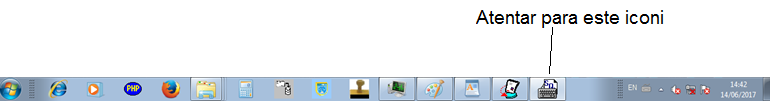 Atentar para este iconi
PHP
EN
14:42
14/06/2017